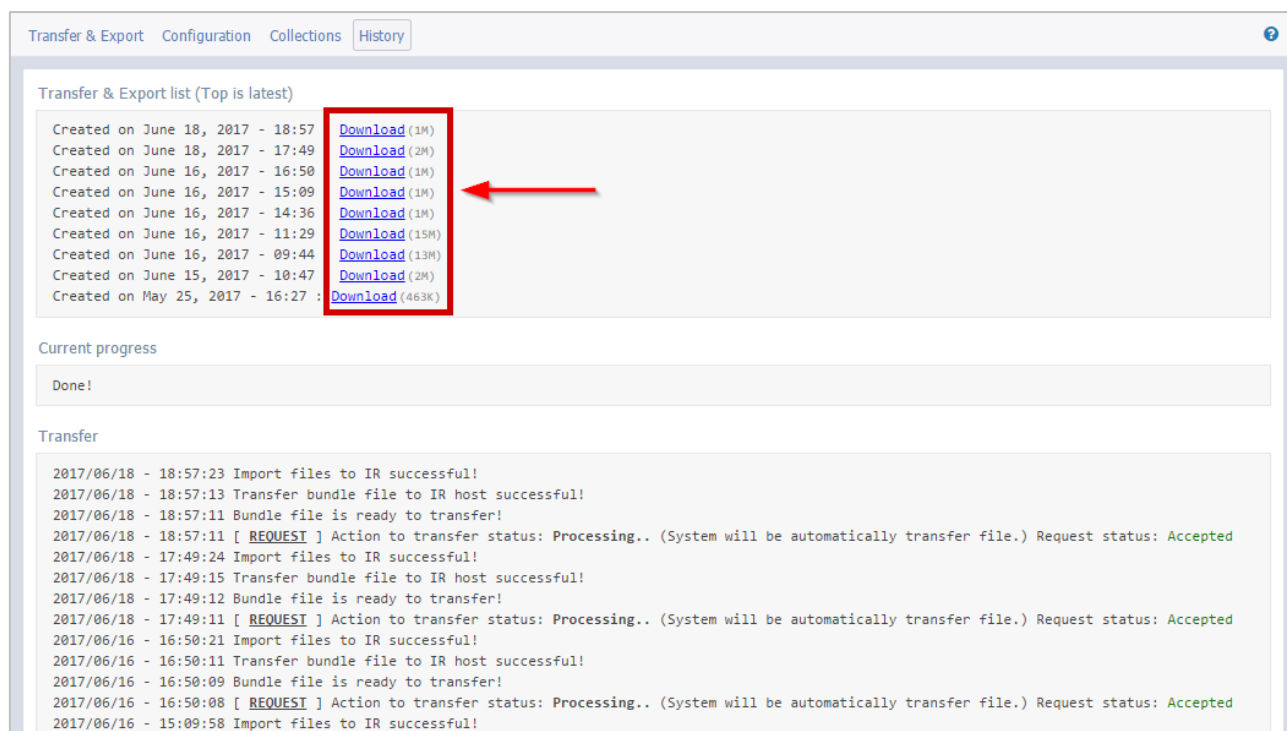 Transfer & Export Configuration Collections History
Transfer & Export list (Top is latest)
Created on June 18, 2017 - 18:57 Download (1M)
Created on June 18, 2017 - 17:49 Download (2M)
Created on June 16, 2017 - 16:50 Download (1M)
Created on June 16, 2017 - 15:09 Download (1M)
Created on June 16, 2017 - 14:36 Download (1M)
Created on June 16, 2017 - 11:29 Download (15M)
Created on June 16, 2017 - 09:44 Download (13M)
Created on June 15, 2017 - 10:47 Download (2M)
Created on May 25, 2017 - 16:27 : Download (463K)
Current progress
Done!
Transfer
2017/06/18 - 18:57:23 Import files to IR successful!
2017/06/18 - 18:57:13 Transfer bundle file to IR host successful!
2017/06/18 - 18:57:11 Bundle file is ready to transfer!
2017/06/18 - 18:57:11 [ REQUEST ] Action to transfer status: Processing.. (System will be automatically transfer file.) Request status: Accepted
2017/06/18 - 17:49:24 Import files to IR successful!
2017/06/18 - 17:49:15 Transfer bundle file to IR host successful!
2017/06/18 - 17:49:12 Bundle file is ready to transfer!
2017/06/18 - 17:49:11 [ REQUEST ] Action to transfer status: Processing.. (System will be automatically transfer file.) Request status: Accepted
2017/06/16 - 16:50:21 Import files to IR successful!
2017/06/16 - 16:50:11 Transfer bundle file to IR host successful!
2017/06/16 - 16:50:09 Bundle file is ready to transfer!
2017/06/16 - 16:50:08 [ REQUEST ] Action to transfer status: Processing.. (System will be automatically transfer file.) Request status: Accepted
2017/06/16 - 15:09:58 Import files to IR successful!